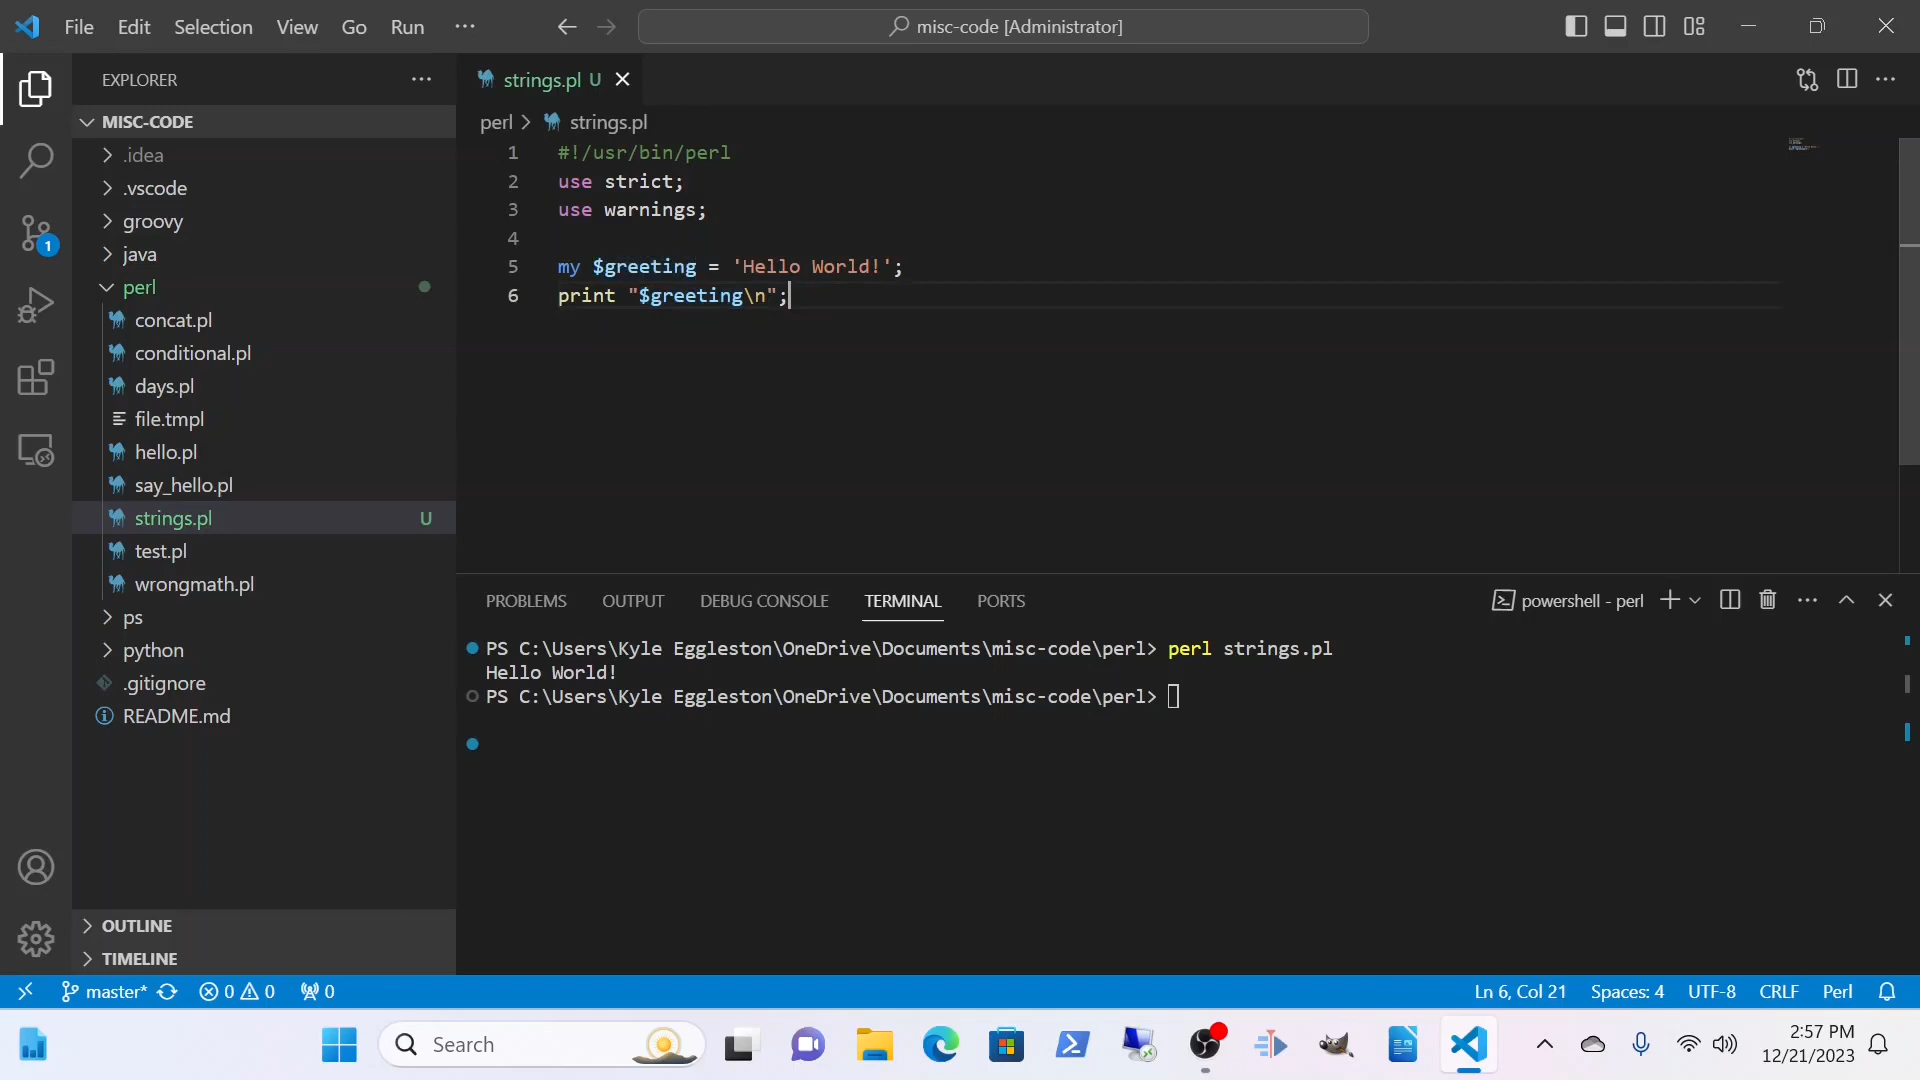 File Edit Selection View Go Run ···
misc-code [Administrator]
EXPLORER
strings.pl U
MISC-CODE
perl > strings.pl
.idea
.vscode
groovy
java
perl
concat.pl
conditional.pl
days.pl
file.tmpl
hello.pl
say_hello.pl
strings.pl U
test.pl
wrongmath.pl
ps
python
.gitignore
README.md
OUTLINE
TIMELINE
1
1 #!/usr/bin/perl
2 use strict;
3 use warnings;
4
5 my $greeting = 'Hello World!';
6 print "$greeting\n";
PROBLEMS OUTPUT DEBUG CONSOLE TERMINAL PORTS
powershell - perl
PS C:\Users\Kyle Eggleston\OneDrive\Documents\misc-code\perl> perl strings.pl
Hello World!
PS C:\Users\Kyle Eggleston\OneDrive\Documents\misc-code\perl>
master* 0 0 0 Ln 6, Col 21 Spaces: 4 UTF-8 CRLF Perl
Search
2:57 PM
12/21/2023